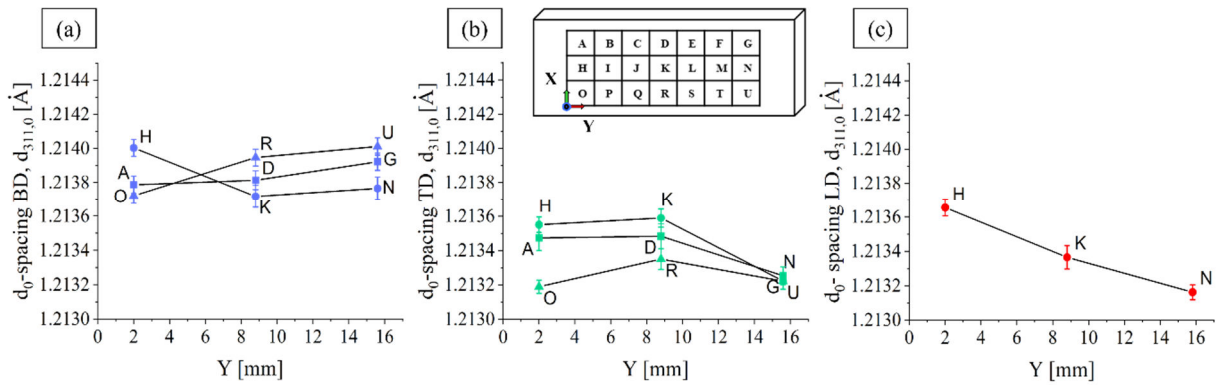 (a)
d₀-spacing BD, d₃₁₁,₀ [Å]
1.2144
1.2142
1.2140
1.2138
1.2136
1.2134
1.2132
1.2130
H
A
O
R
D
K
U
G
N
0 2 4 6 8 10 12 14 16
Y [mm]
(b)
A B C D E F G
H I J K L M N
O P Q R S T U
X
Y
d₀-spacing TD, d₃₁₁,₀ [Å]
1.2144
1.2142
1.2140
1.2138
1.2136
1.2134
1.2132
1.2130
H
A
O
K
D
R
N
G
U
0 2 4 6 8 10 12 14 16
Y [mm]
(c)
d₀- spacing LD, d₃₁₁,₀ [Å]
1.2144
1.2142
1.2140
1.2138
1.2136
1.2134
1.2132
1.2130
H
K
N
0 2 4 6 8 10 12 14 16
Y [mm]